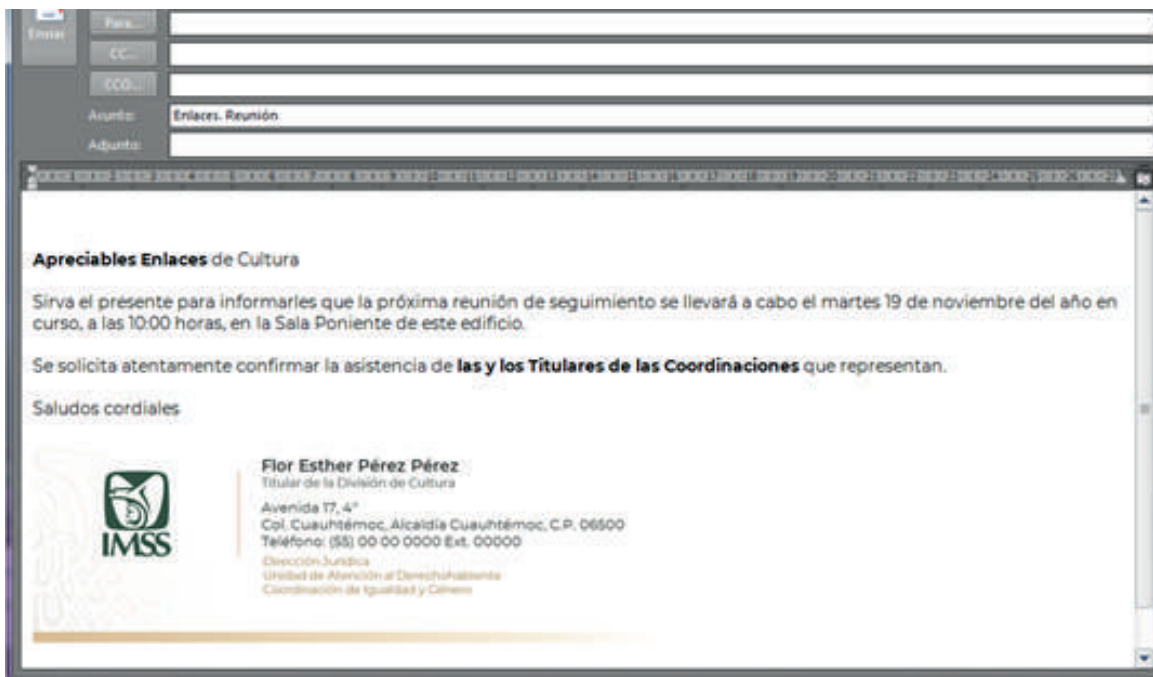 Enviar
Para...
CC...
CCO...
Asunto: Enlaces. Reunión
Adjunto:
Apreciables Enlaces de Cultura
Sirva el presente para informarles que la próxima reunión de seguimiento se llevará a cabo el martes 19 de noviembre del año en
curso, a las 10:00 horas, en la Sala Poniente de este edificio.
Se solicita atentamente confirmar la asistencia de las y los Titulares de las Coordinaciones que representan.
Saludos cordiales
IMSS
Flor Esther Pérez Pérez
Titular de la División de Cultura
Avenida 17, 4°
Col. Cuauhtémoc, Alcaldía Cuauhtémoc, C.P. 06500
Teléfono: (55) 00 00 0000 Ext. 00000
Dirección Jurídica
Unidad de Atención al Derechohabiente
Coordinación de Igualdad y Género